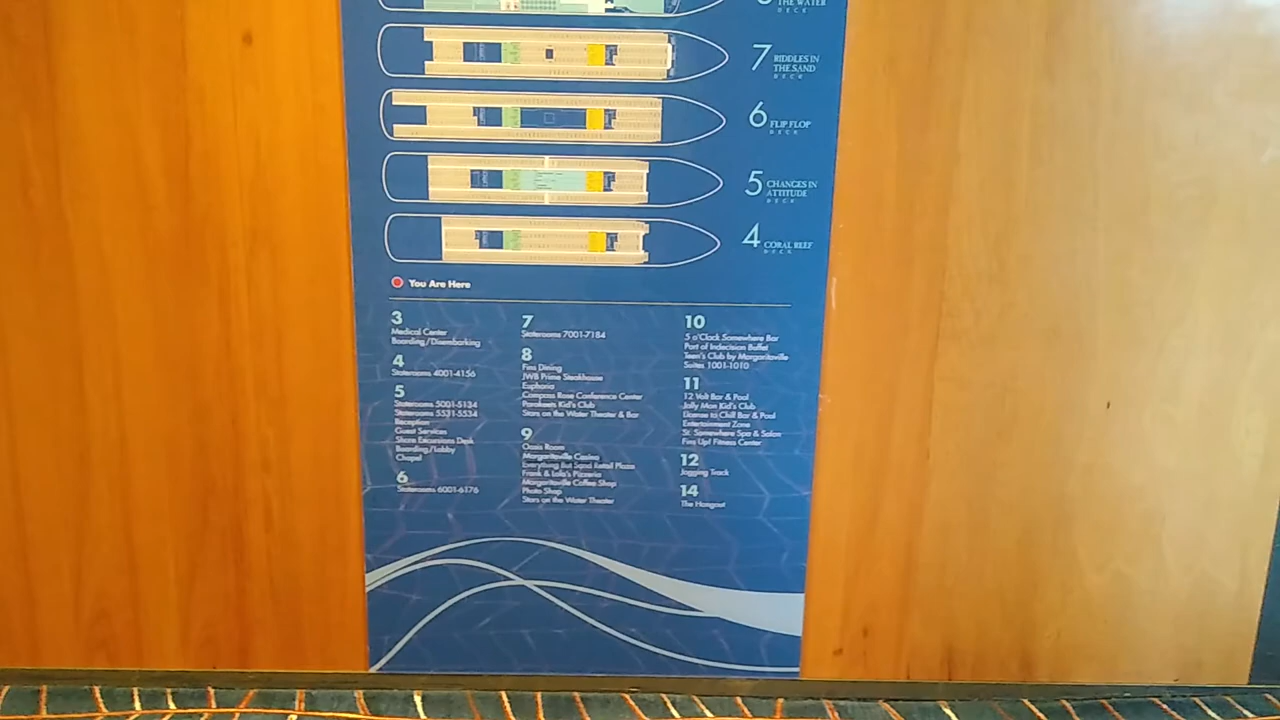 THE WATER
DECK
7 RIDDLES IN
THE SAND
DECK
6 FLIP FLOP
DECK
5 CHANGES IN
ATTITUDE
DECK
4 CORAL REEF
DECK
You Are Here
3
Medical Center
Boarding/Disembarking
4
Staterooms 4001-4156
5
Staterooms 5001-5134
Staterooms 5531-5534
Reception
Guest Services
Shore Excursions Desk
Boarding/Lobby
Chapel
6
Staterooms 6001-6176
7
Staterooms 7001-7184
8
Fins Dining
JWB Prime Steakhouse
Euphoria
Compass Rose Conference Center
Parakeets Kid's Club
Stars on the Water Theater & Bar
9
Oasis Room
Margaritaville Casino
Everything But Sand Retail Plaza
Frank & Lola's Pizzeria
Margaritaville Coffee Shop
Photo Shop
Stars on the Water Theater
10
5 o'Clock Somewhere Bar
Port of Indecision Buffet
Teen's Club by Margaritaville
Suites 1001-1010
11
12 Volt Bar & Pool
Jolly Mon Kid's Club
License to Chill Bar & Pool
Entertainment Zone
St. Somewhere Spa & Salon
Fins Up! Fitness Center
12
Jogging Track
14
The Hangout